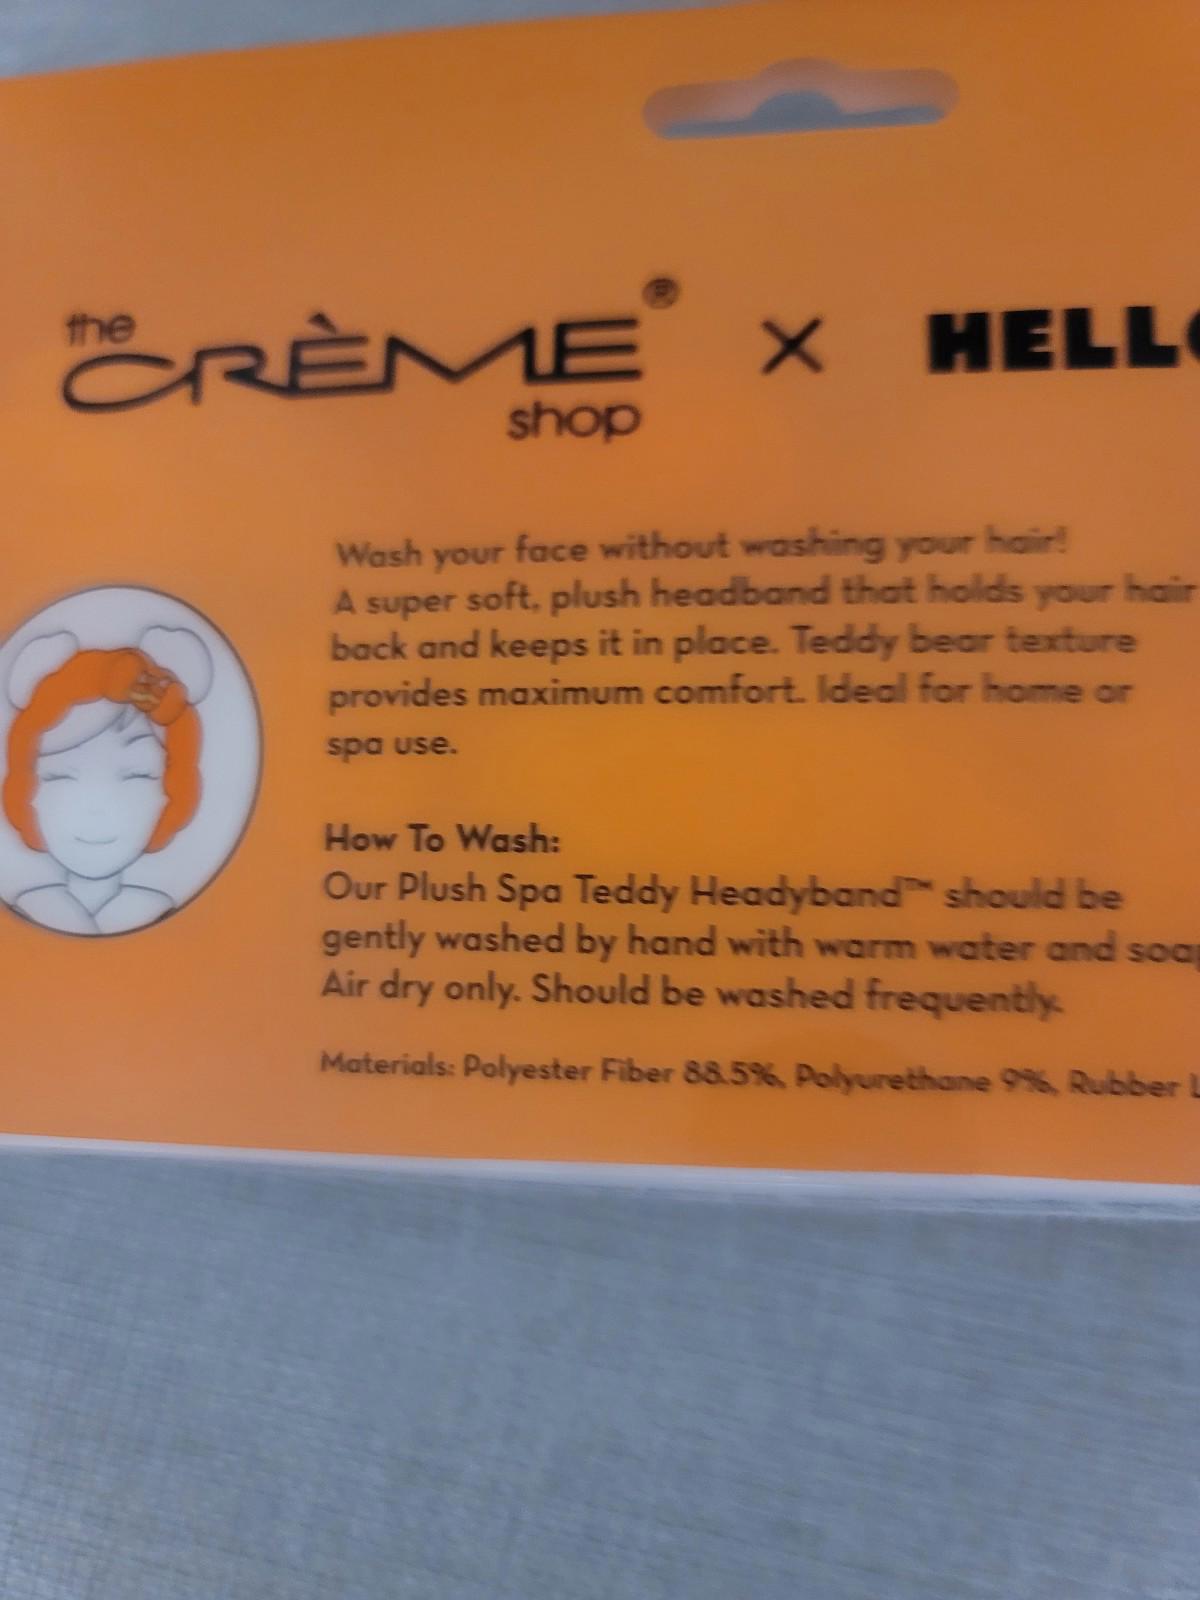 the
CRÈME®
shop
× HELLO
Wash your face without washing your hair!
A super soft, plush headband that holds your hair
back and keeps it in place. Teddy bear texture
provides maximum comfort. Ideal for home or
spa use.
How To Wash:
Our Plush Spa Teddy Headyband™ should be
gently washed by hand with warm water and soap
Air dry only. Should be washed frequently.
Materials: Polyester Fiber 88.5%, Polyurethane 9%, Rubber L